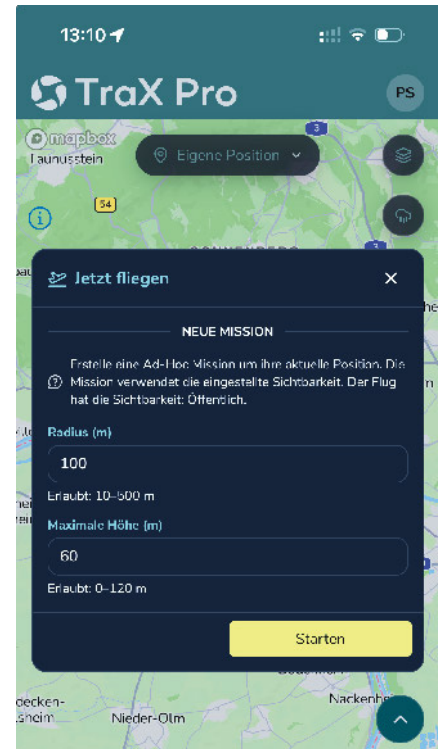 13:10
TraX Pro
PS
mapbox
Taunusstein
Eigene Position
3
54
Jetzt fliegen
NEUE MISSION
Erstelle eine Ad-Hoc Mission um ihre aktuelle Position. Die
Mission verwendet die eingestellte Sichtbarkeit. Der Flug
hat die Sichtbarkeit: Öffentlich.
Radius (m)
100
Erlaubt: 10–500 m
Maximale Höhe (m)
60
Erlaubt: 0–120 m
Starten
Nieder-Olm